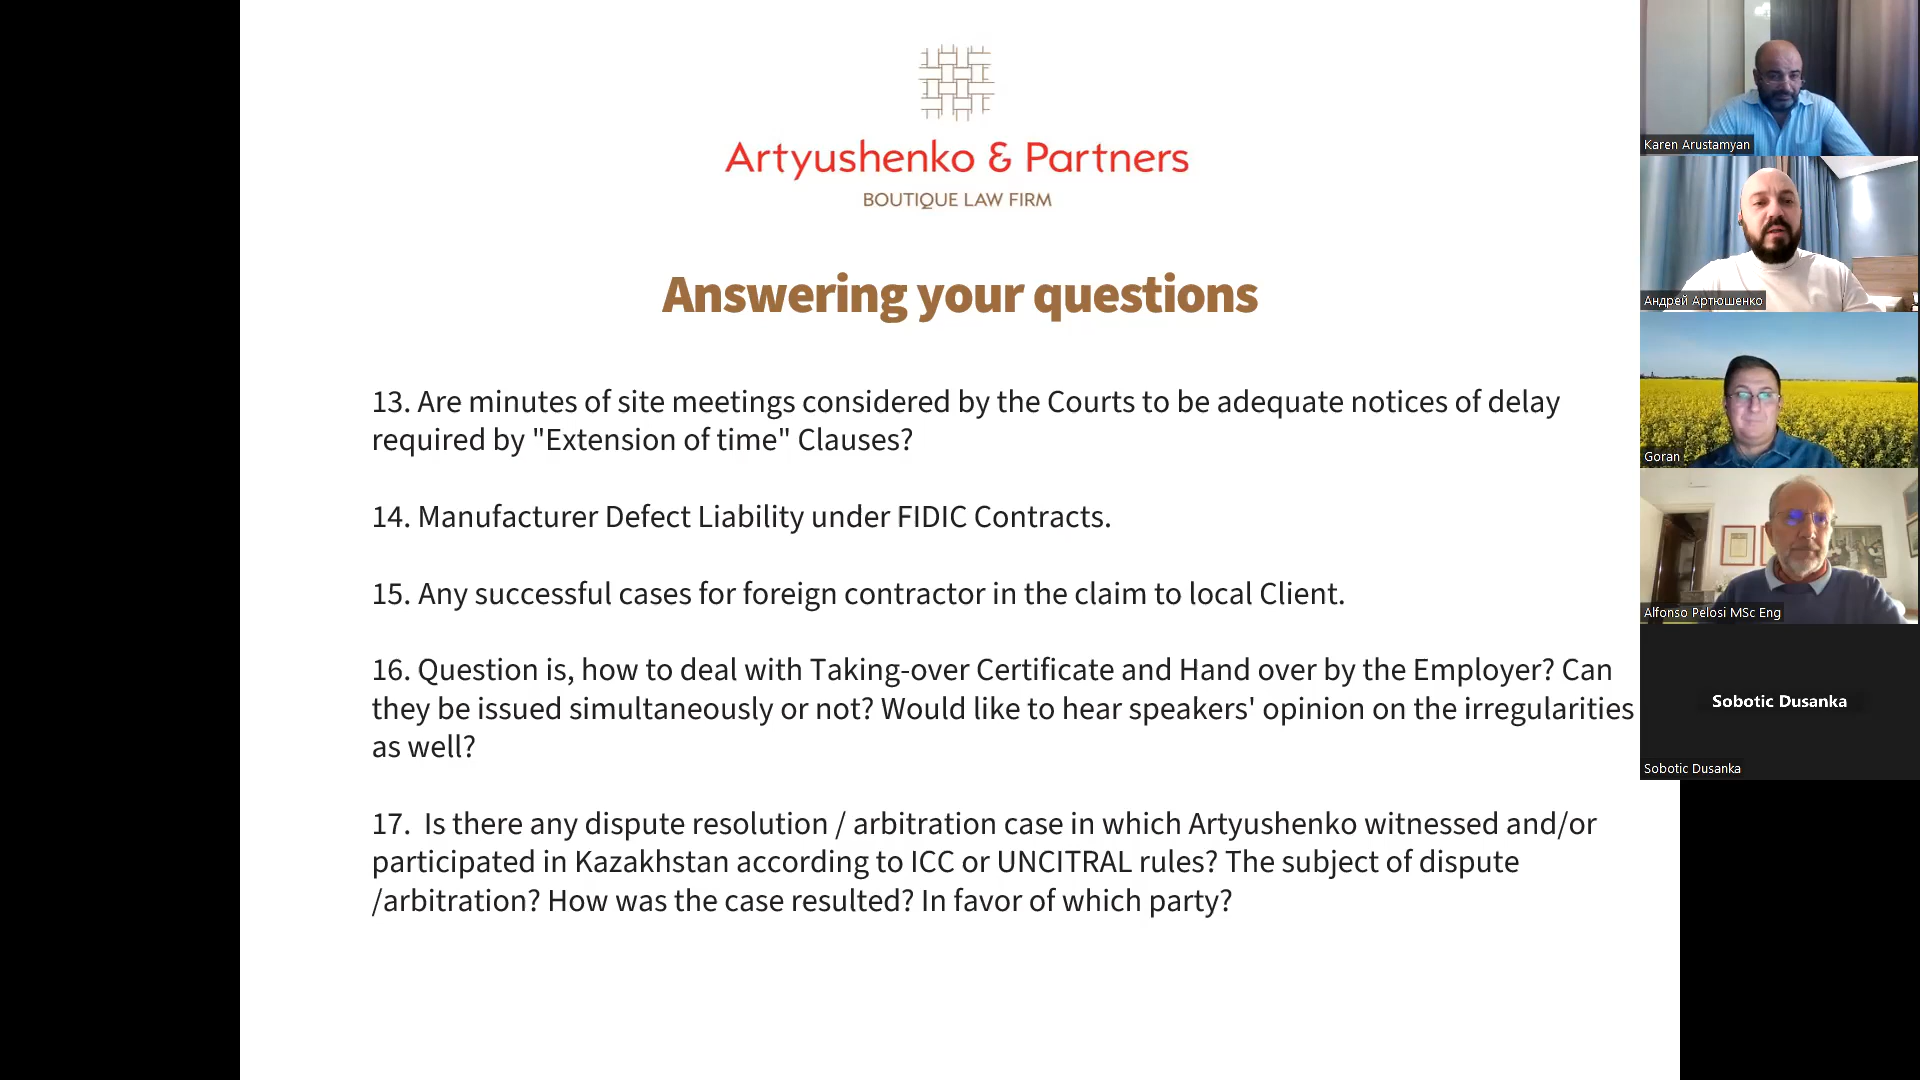 Artyushenko & Partners
BOUTIQUE LAW FIRM
Answering your questions
13. Are minutes of site meetings considered by the Courts to be adequate notices of delay
required by "Extension of time" Clauses?
14. Manufacturer Defect Liability under FIDIC Contracts.
15. Any successful cases for foreign contractor in the claim to local Client.
16. Question is, how to deal with Taking-over Certificate and Hand over by the Employer? Can
they be issued simultaneously or not? Would like to hear speakers' opinion on the irregularities
as well?
17.  Is there any dispute resolution / arbitration case in which Artyushenko witnessed and/or
participated in Kazakhstan according to ICC or UNCITRAL rules? The subject of dispute
/arbitration? How was the case resulted? In favor of which party?
Karen Arustamyan
Андрей Артюшенко
Goran
Alfonso Pelosi MSc Eng
Sobotic Dusanka
Sobotic Dusanka